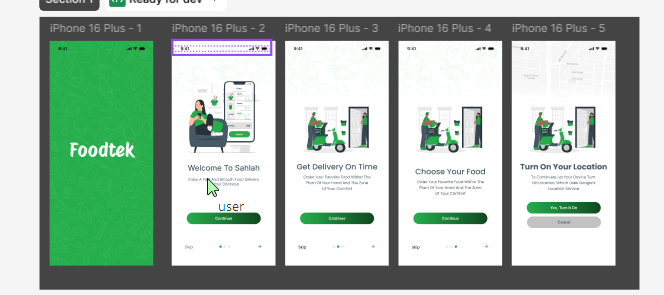 Section 1
Ready for dev
iPhone 16 Plus - 1
iPhone 16 Plus - 2
iPhone 16 Plus - 3
iPhone 16 Plus - 4
iPhone 16 Plus - 5
9:41
9:41
9:41
9:41
9:41
Foodtek
Welcome To Sahlah
Enjoy A
And Smooth Food Delivery
Your Doorstep
user
Continue
Skip
Get Delivery On Time
Order Your Favorite Food Within The
Plam Of Your Hand And The Zone
Of Your Comfort
Continue
Skip
Choose Your Food
Order Your Favorite Food Within The
Plam Of Your Hand And The Zone
Of Your Comfort
Continue
Skip
Turn On Your Location
To Continues, Let Your Device Turn
On Location, Which Uses Google's
Location Service
Yes, Turn It On
Cancel